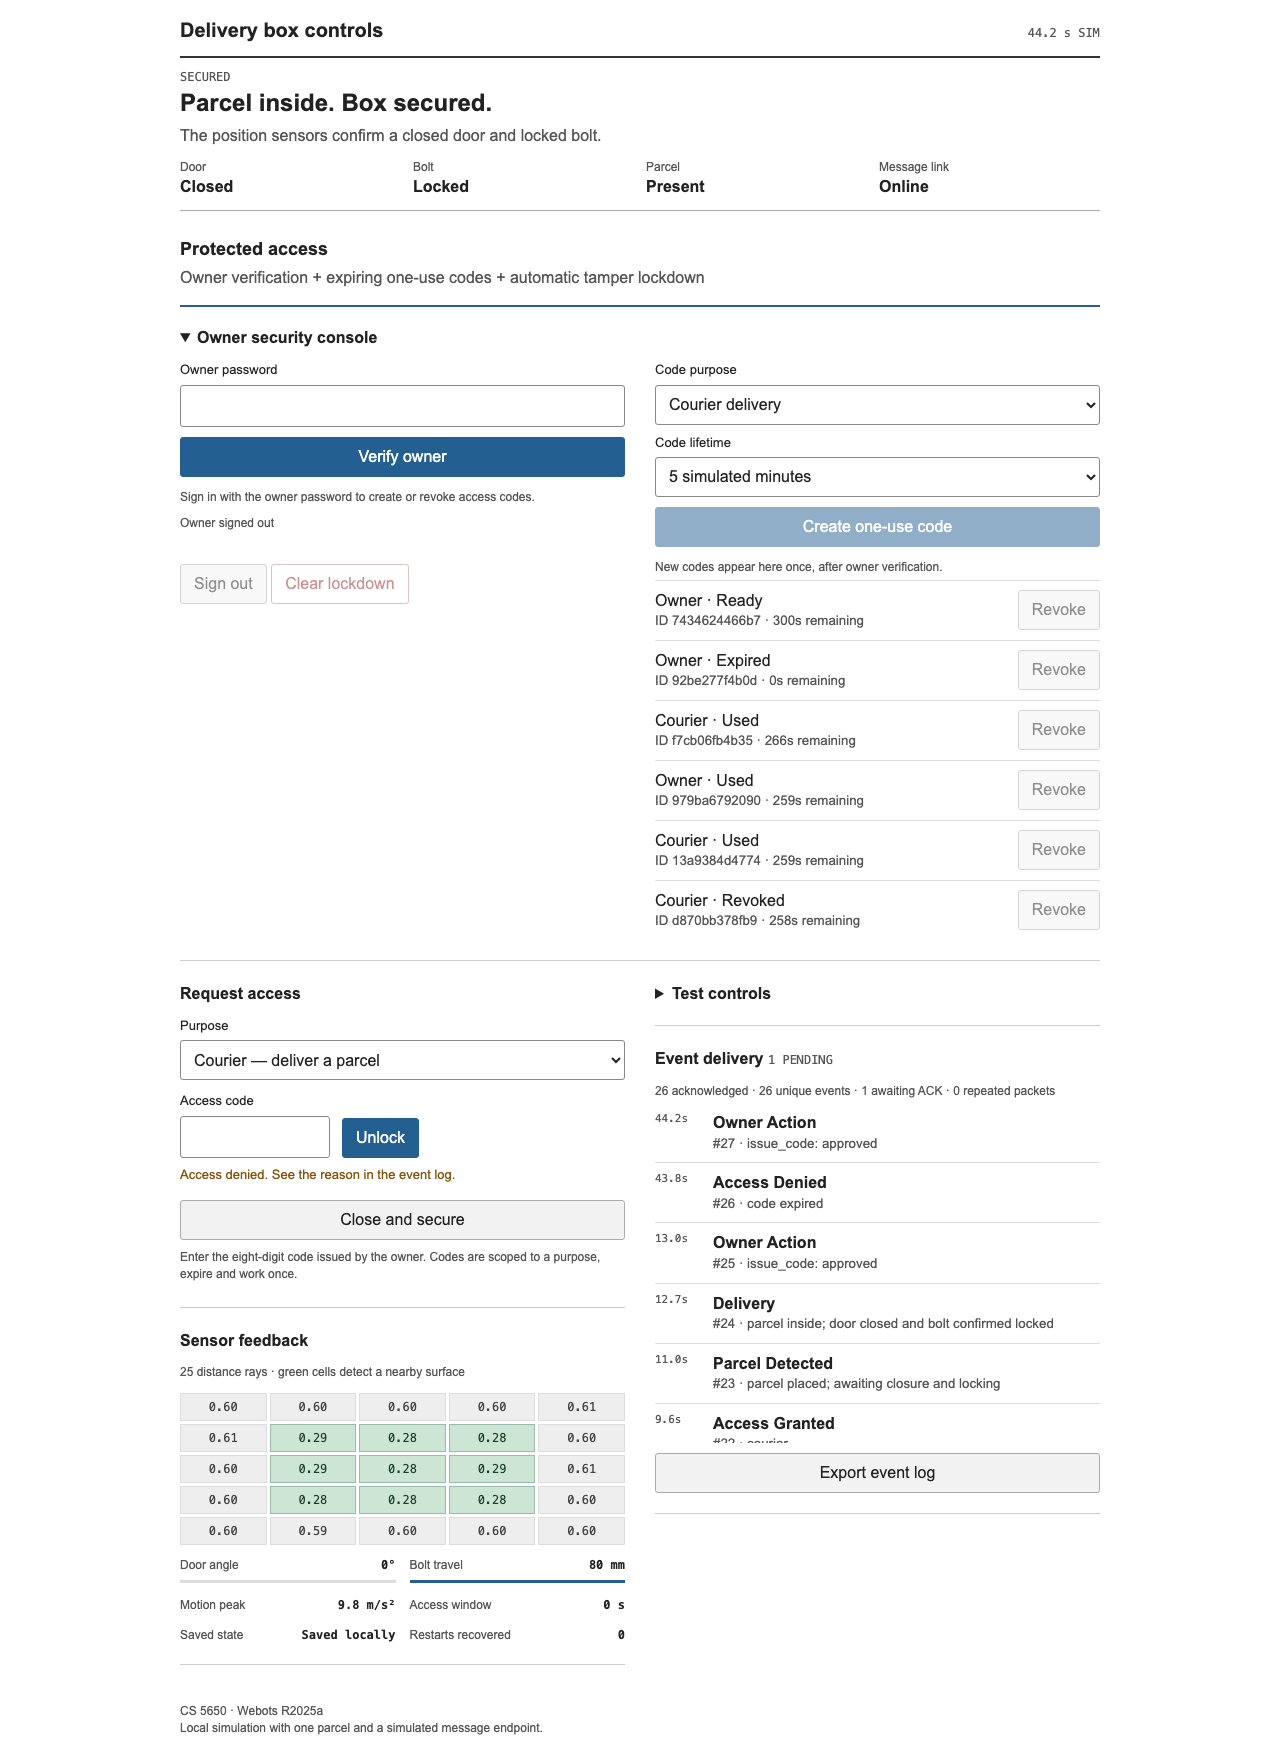 Delivery box controls
44.2 s SIM
SECURED
Parcel inside. Box secured.
The position sensors confirm a closed door and locked bolt.
Door
Closed
Bolt
Locked
Parcel
Present
Message link
Online
Protected access
Owner verification + expiring one-use codes + automatic tamper lockdown
▼ Owner security console
Owner password
Verify owner
Sign in with the owner password to create or revoke access codes.
Owner signed out
Sign out
Clear lockdown
Code purpose
Courier delivery
Code lifetime
5 simulated minutes
Create one-use code
New codes appear here once, after owner verification.
Owner · Ready
ID 7434624466b7 · 300s remaining
Revoke
Owner · Expired
ID 92be277f4b0d · 0s remaining
Revoke
Courier · Used
ID f7cb06fb4b35 · 266s remaining
Revoke
Owner · Used
ID 979ba6792090 · 259s remaining
Revoke
Courier · Used
ID 13a9384d4774 · 259s remaining
Revoke
Courier · Revoked
ID d870bb378fb9 · 258s remaining
Revoke
Request access
Purpose
Courier — deliver a parcel
Access code
Unlock
Access denied. See the reason in the event log.
Close and secure
Enter the eight-digit code issued by the owner. Codes are scoped to a purpose,
expire and work once.
Sensor feedback
25 distance rays · green cells detect a nearby surface
0.60 0.60 0.60 0.60 0.61
0.61 0.29 0.28 0.28 0.60
0.60 0.29 0.28 0.29 0.61
0.60 0.28 0.28 0.28 0.60
0.60 0.59 0.60 0.60 0.60
Door angle 0°
Bolt travel 80 mm
Motion peak 9.8 m/s²
Access window 0 s
Saved state Saved locally
Restarts recovered 0
▶ Test controls
Event delivery 1 PENDING
26 acknowledged · 26 unique events · 1 awaiting ACK · 0 repeated packets
44.2s Owner Action
#27 · issue_code: approved
43.8s Access Denied
#26 · code expired
13.0s Owner Action
#25 · issue_code: approved
12.7s Delivery
#24 · parcel inside; door closed and bolt confirmed locked
11.0s Parcel Detected
#23 · parcel placed; awaiting closure and locking
9.6s Access Granted
#22 · courier
Export event log
CS 5650 · Webots R2025a
Local simulation with one parcel and a simulated message endpoint.